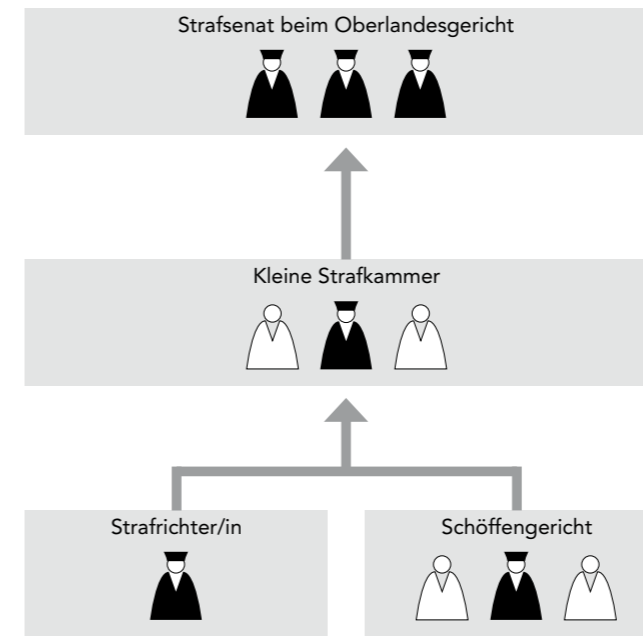 Strafsenat beim Oberlandesgericht
Kleine Strafkammer
Strafrichter/in
Schöffengericht